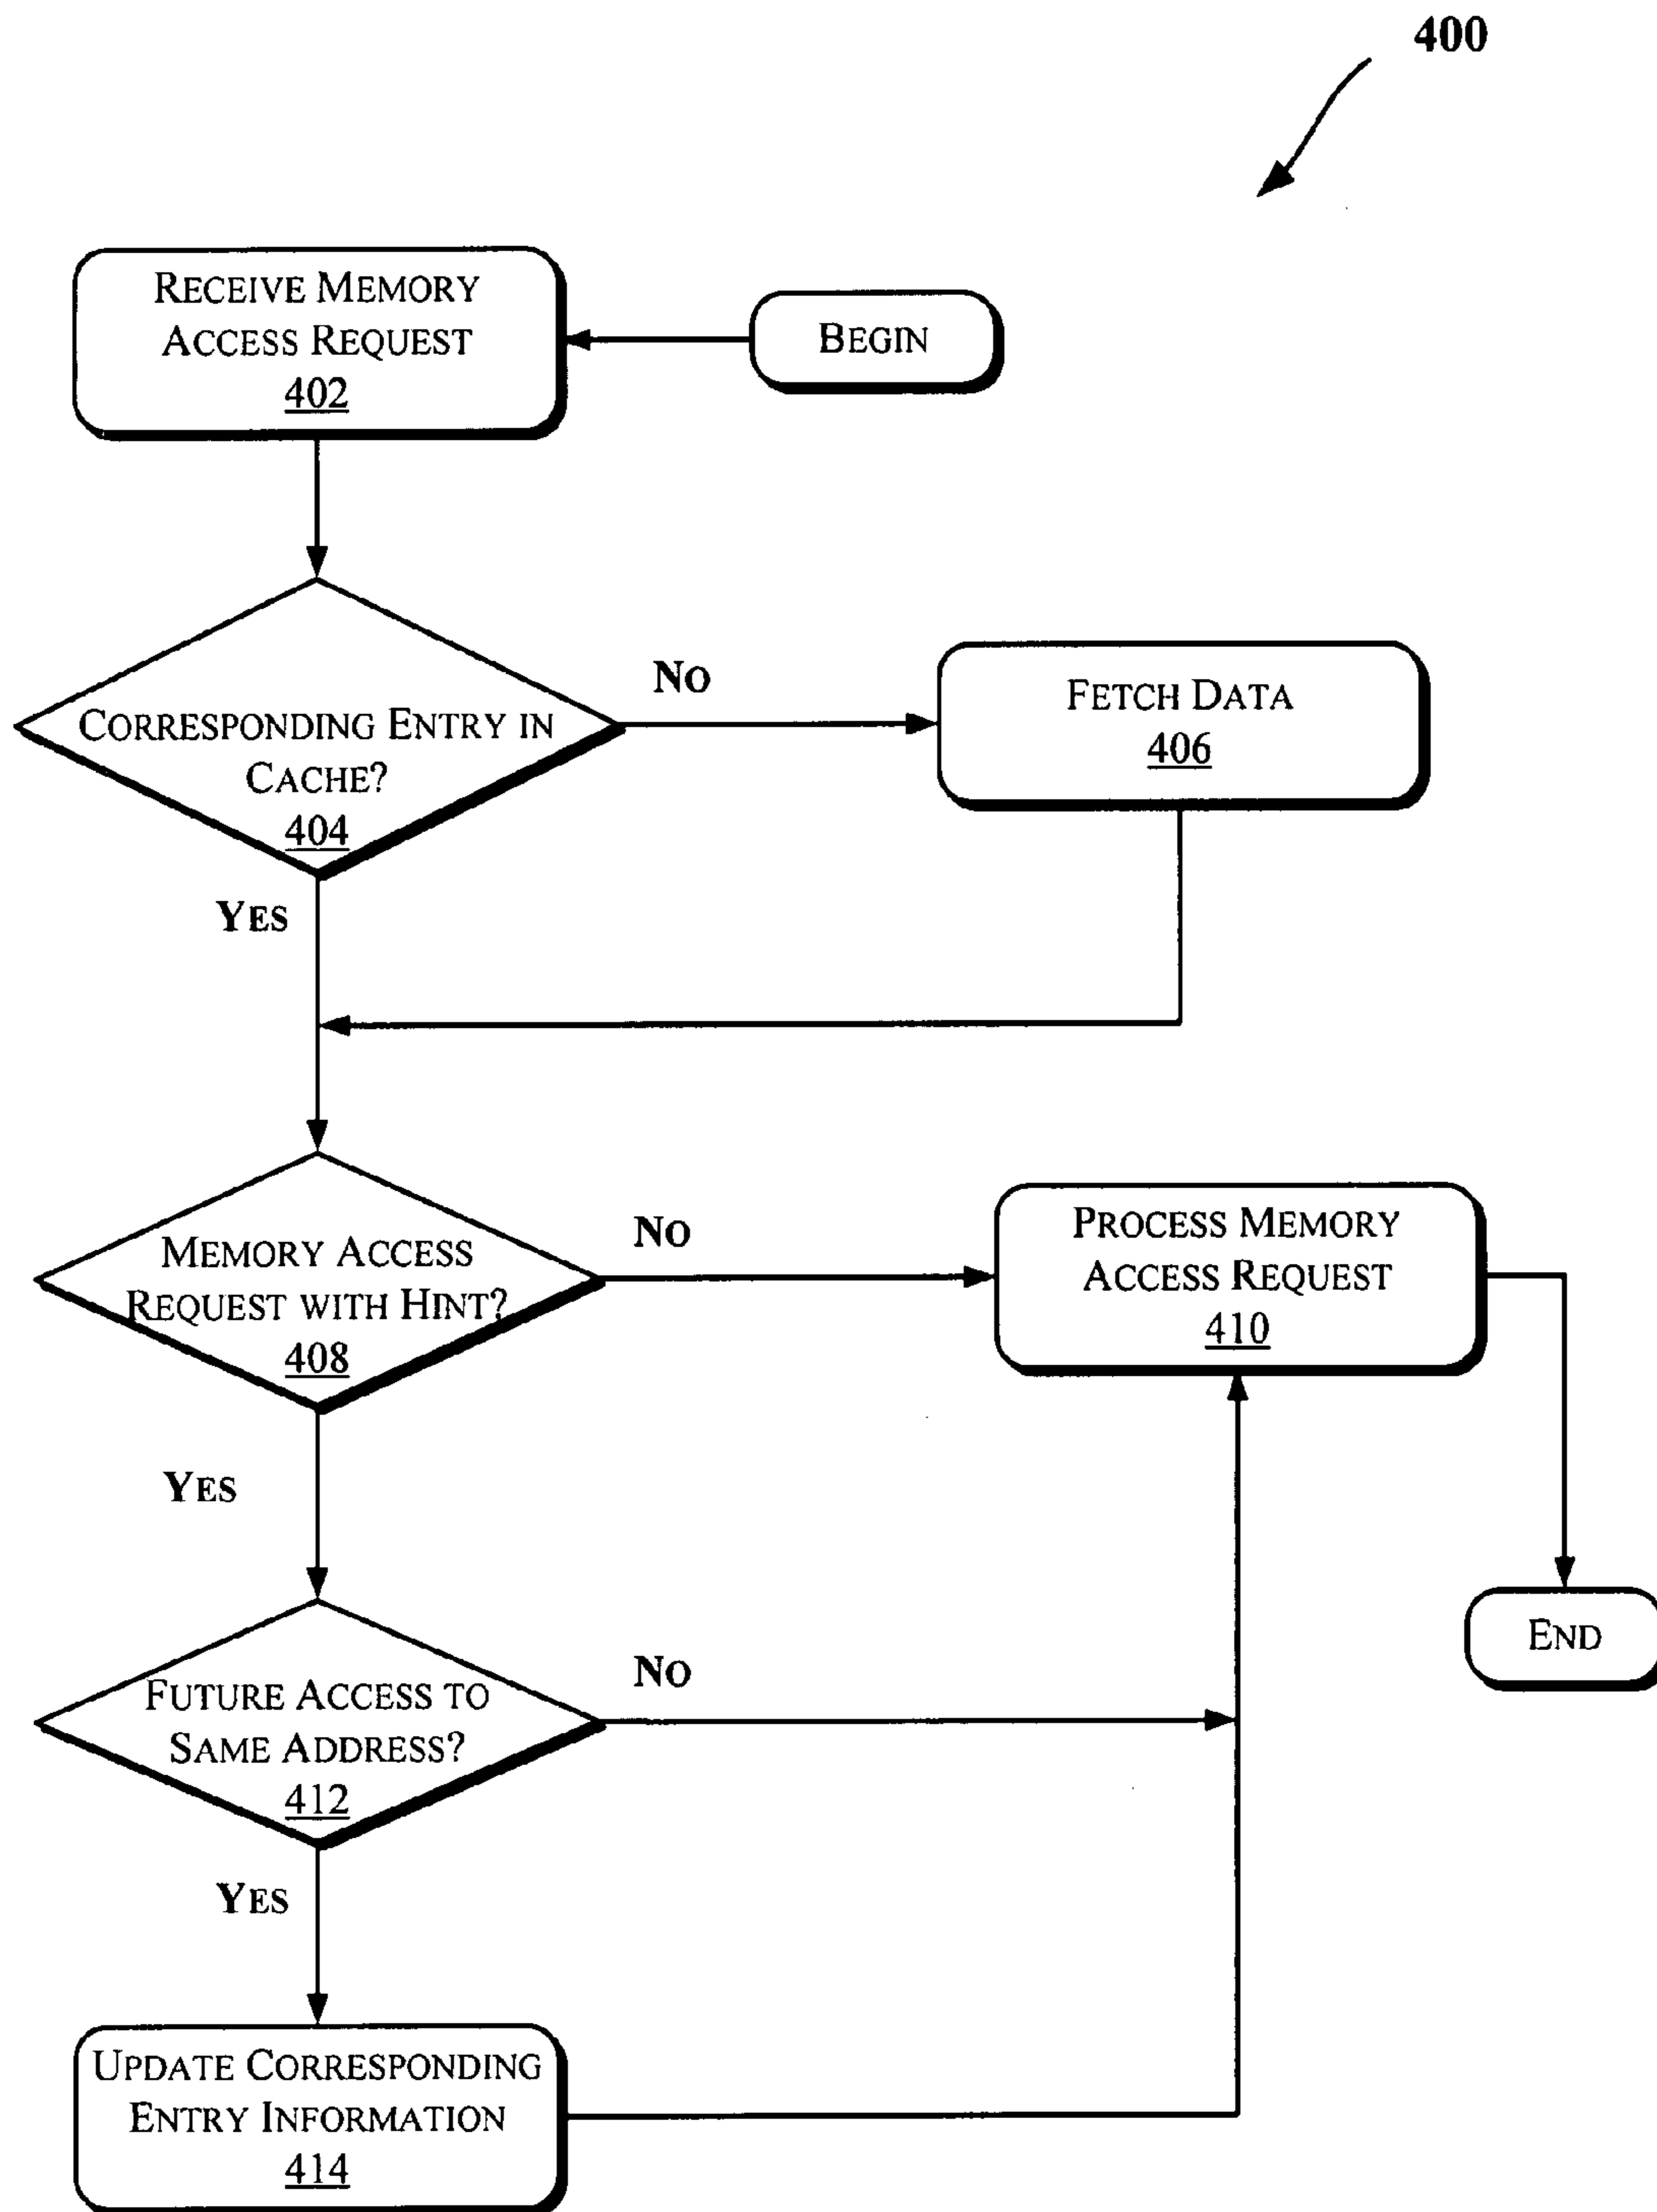 400
RECEIVE MEMORY
ACCESS REQUEST
402
BEGIN
CORRESPONDING ENTRY IN
CACHE?
404
NO
FETCH DATA
406
YES
MEMORY ACCESS
REQUEST WITH HINT?
408
NO
PROCESS MEMORY
ACCESS REQUEST
410
YES
END
FUTURE ACCESS TO
SAME ADDRESS?
412
NO
YES
UPDATE CORRESPONDING
ENTRY INFORMATION
414